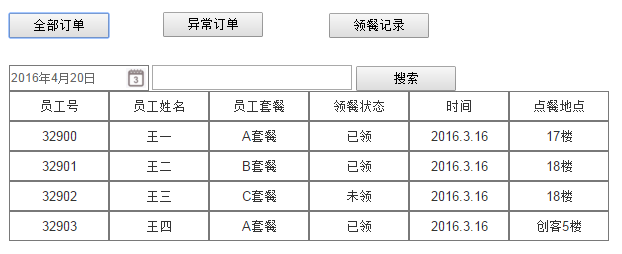 全部订单 异常订单 领餐记录
2016年4月20日 3 搜索
员工号 员工姓名 员工套餐 领餐状态 时间 点餐地点
32900 王一 A套餐 已领 2016.3.16 17楼
32901 王二 B套餐 已领 2016.3.16 18楼
32902 王三 C套餐 未领 2016.3.16 18楼
32903 王四 A套餐 已领 2016.3.16 创客5楼